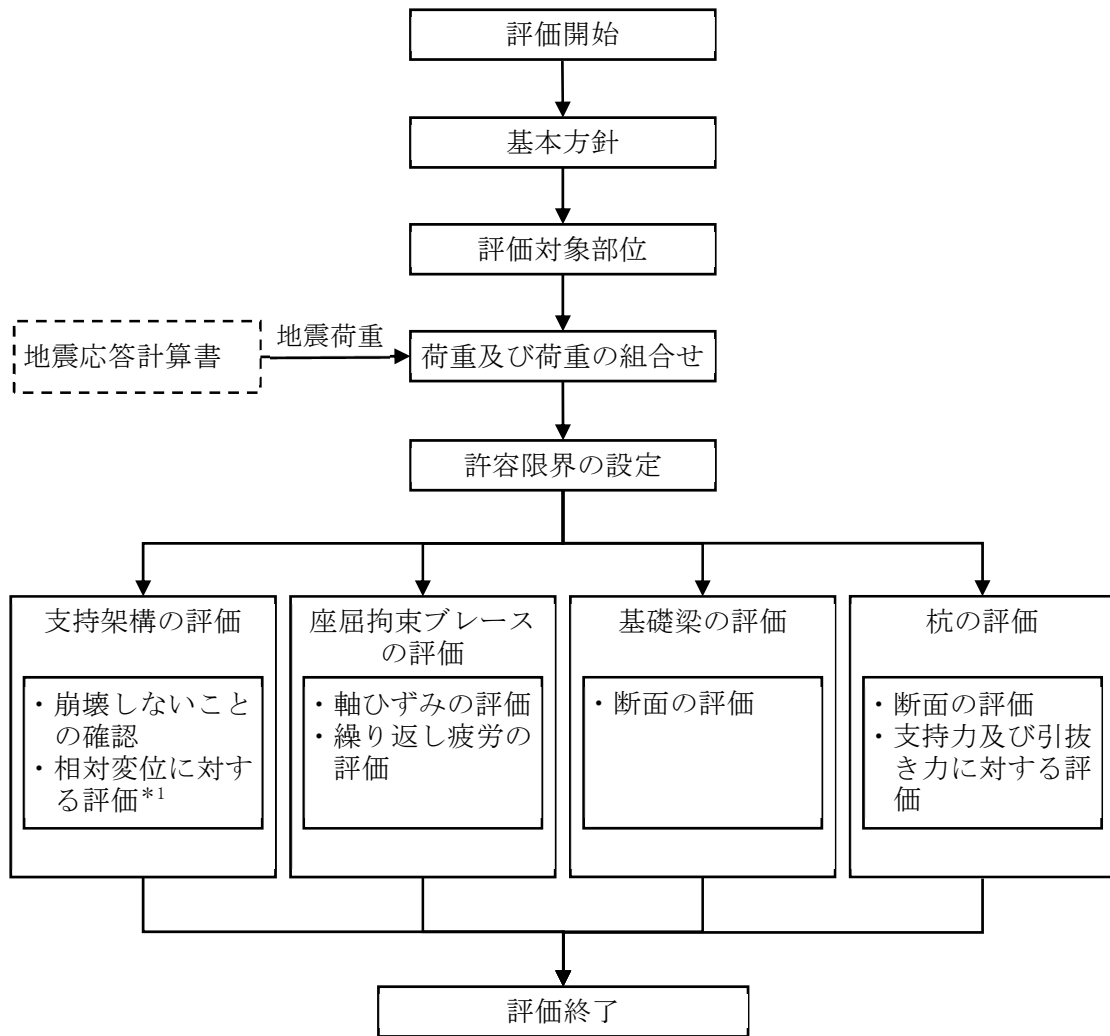 評価開始
基本方針
評価対象部位
地震応答計算書
地震荷重
荷重及び荷重の組合せ
許容限界の設定
支持架構の評価
・崩壊しないこと
の確認
・相対変位に対す
る評価*1
座屈拘束ブレース
の評価
・軸ひずみの評価
・繰り返し疲労の
評価
基礎梁の評価
・断面の評価
杭の評価
・断面の評価
・支持力及び引抜
き力に対する評
価
評価終了